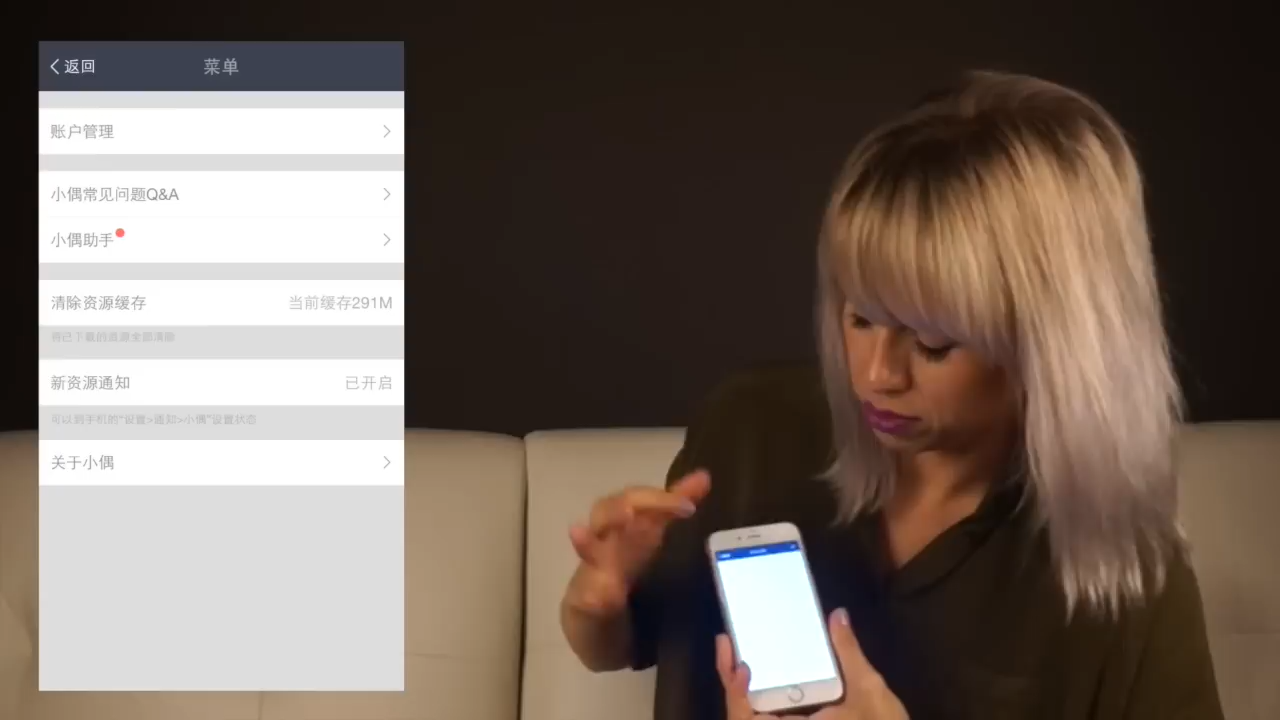 返回
菜单
账户管理
小偶常见问题Q&A
小偶助手
清除资源缓存
当前缓存291M
将已下载的资源全部清除
新资源通知
已开启
可以到手机的“设置>通知>小偶”设置状态
关于小偶